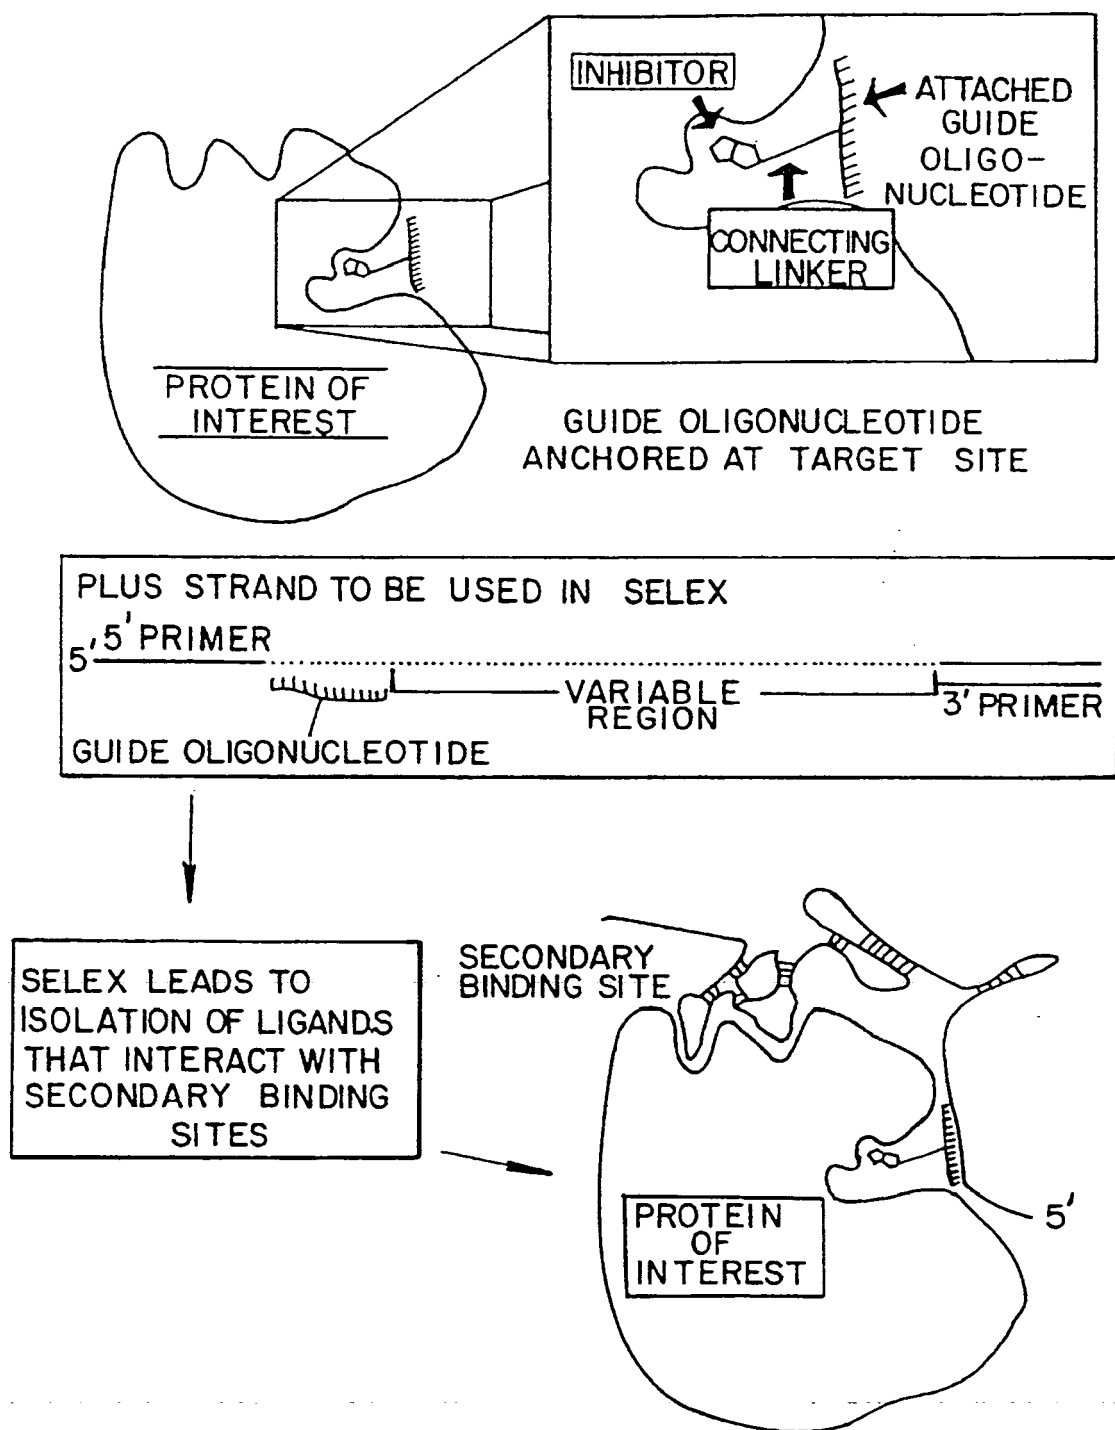 INHIBITOR
ATTACHED
GUIDE
OLIGO-
NUCLEOTIDE
CONNECTING
LINKER
PROTEIN OF
INTEREST
GUIDE OLIGONUCLEOTIDE
ANCHORED AT TARGET SITE
PLUS STRAND TO BE USED IN SELEX
5' 5' PRIMER
VARIABLE
REGION
3' PRIMER
GUIDE OLIGONUCLEOTIDE
SELEX LEADS TO
ISOLATION OF LIGANDS
THAT INTERACT WITH
SECONDARY BINDING
SITES
SECONDARY
BINDING SITE
5'
PROTEIN
OF
INTEREST